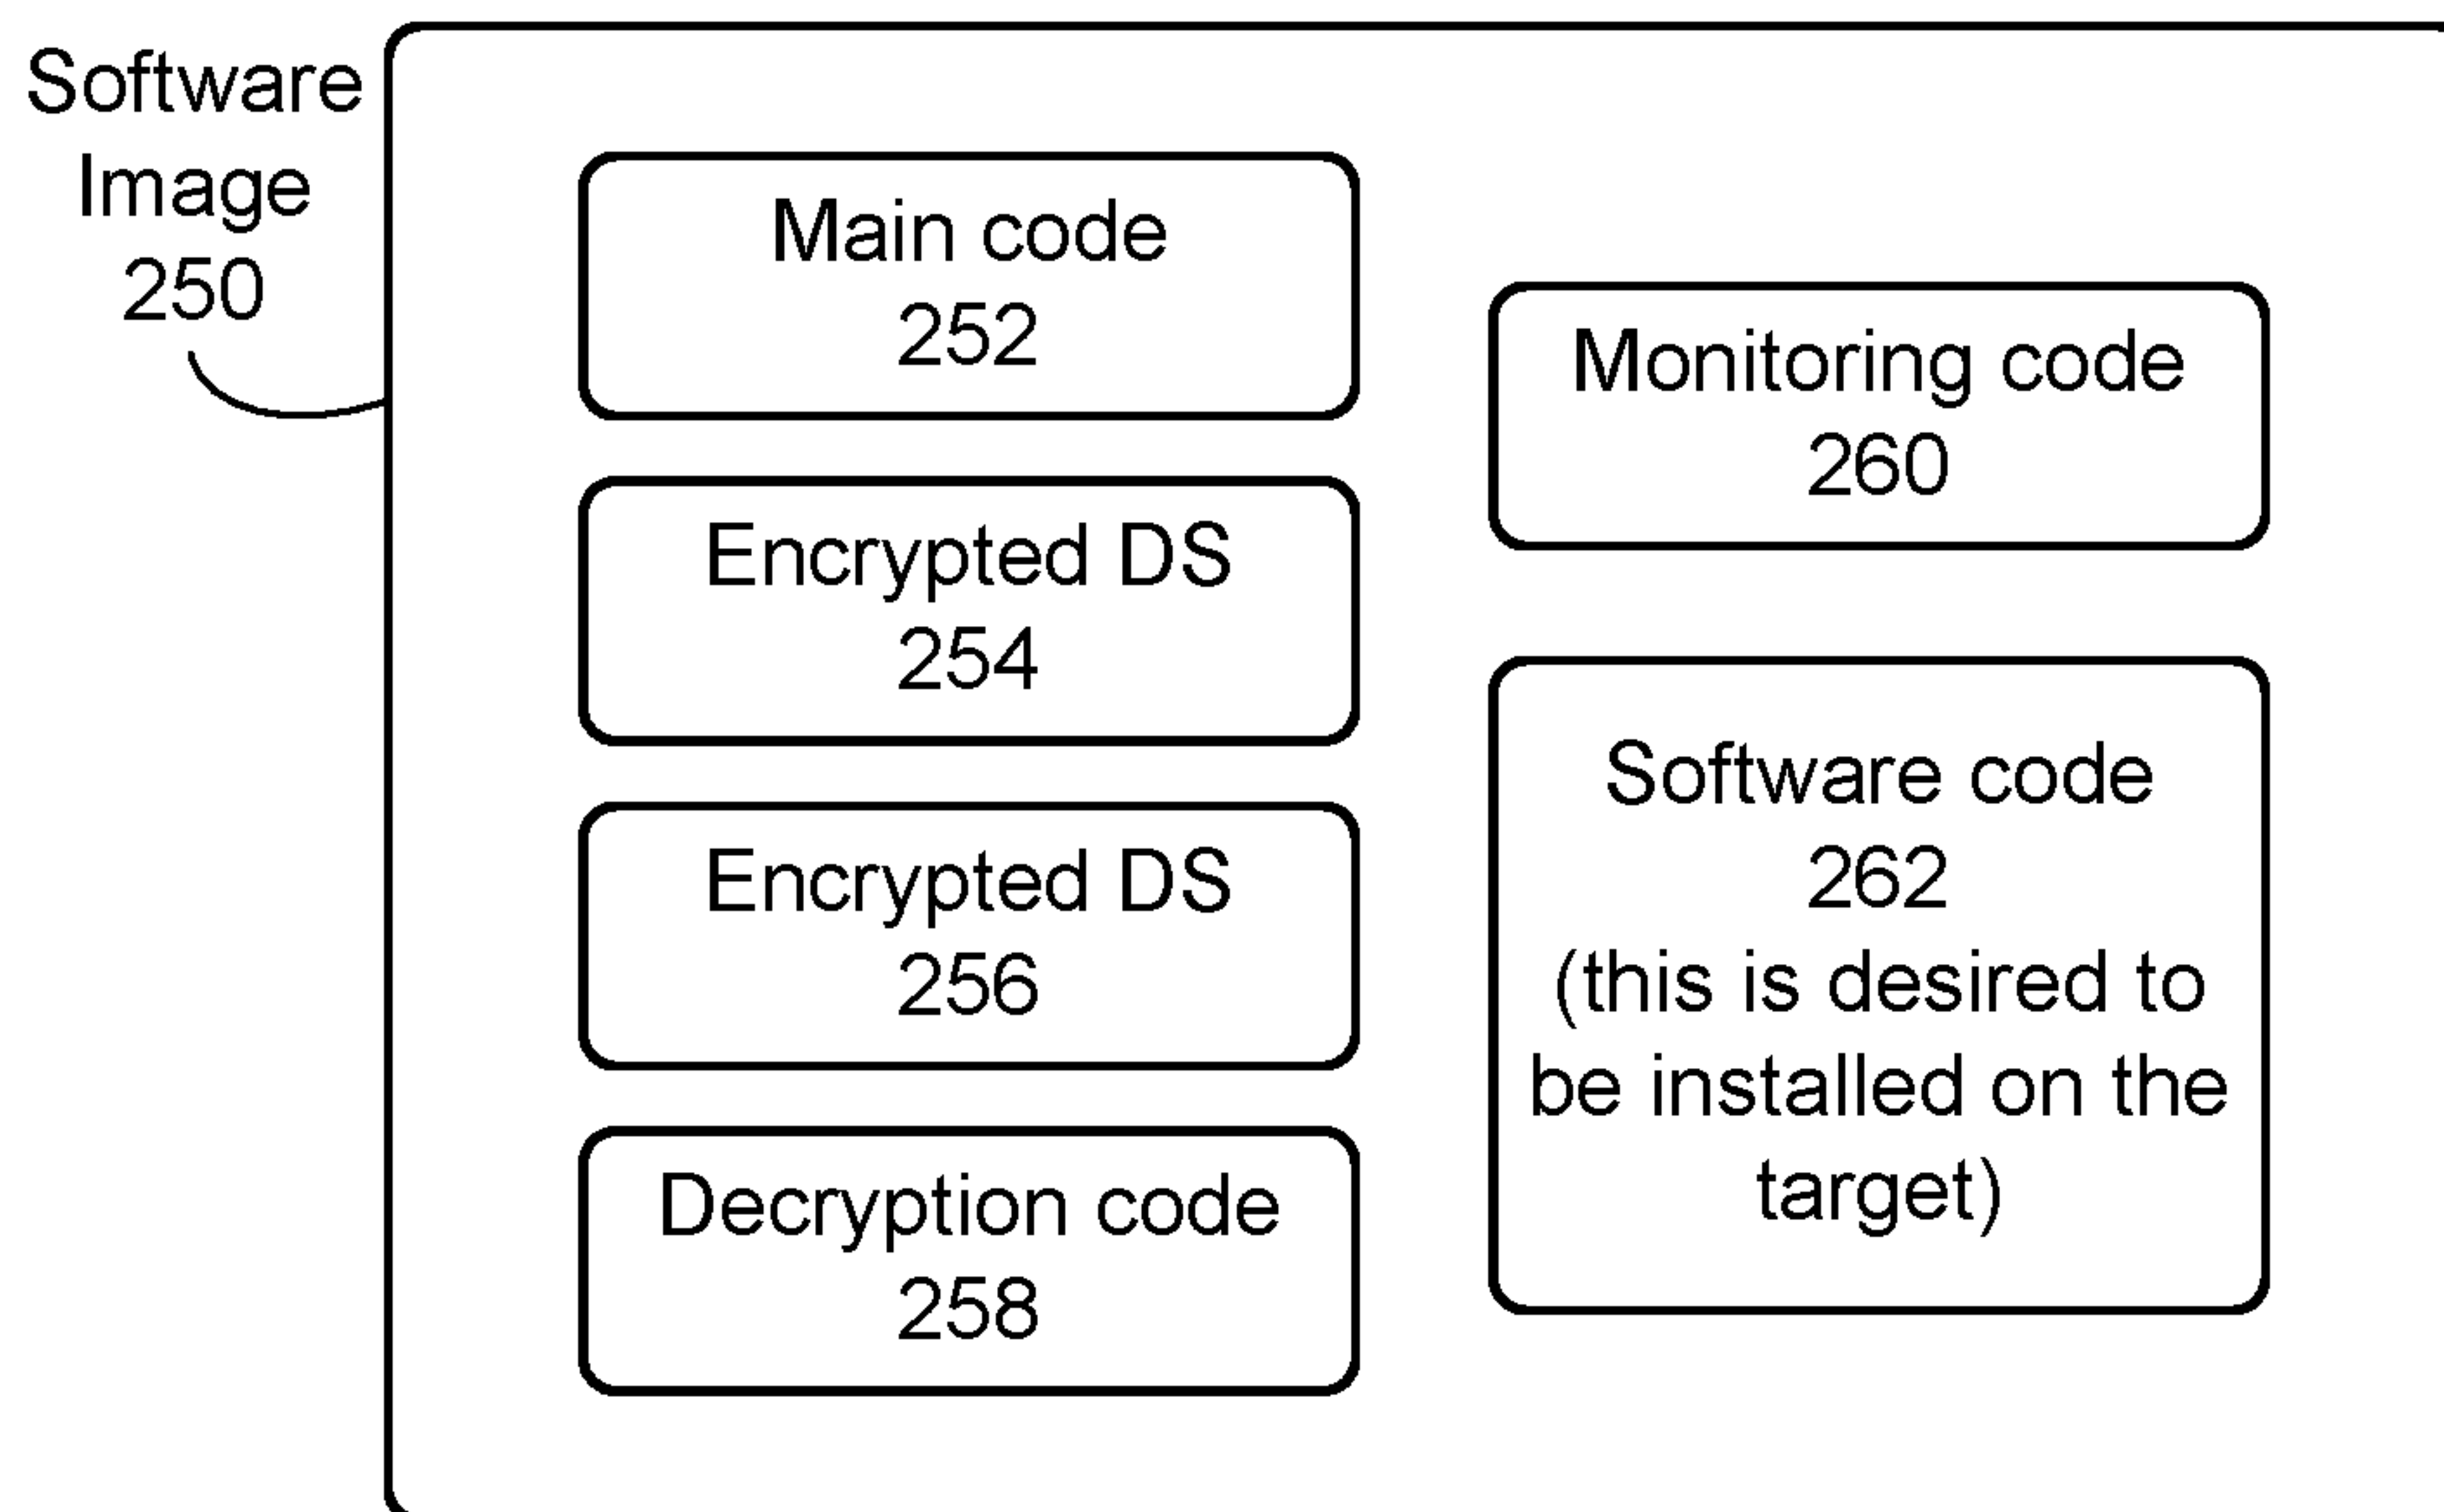 Software
Image
250
Main code
252
Encrypted DS
254
Encrypted DS
256
Decryption code
258
Monitoring code
260
Software code
262
(this is desired to
be installed on the
target)